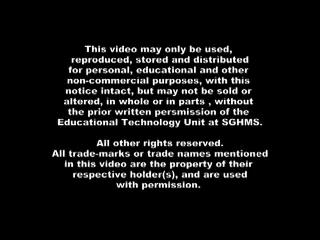 This video may only be used,
reproduced, stored and distributed
for personal, educational and other
non-commercial purposes, with this
notice intact, but may not be sold or
altered, in whole or in parts , without
the prior written persmission of the
Educational Technology Unit at SGHMS.
All other rights reserved.
All trade-marks or trade names mentioned
in this video are the property of their
respective holder(s), and are used
with permission.